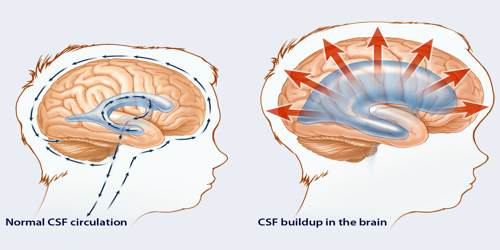 Normal CSF circulation
CSF buildup in the brain